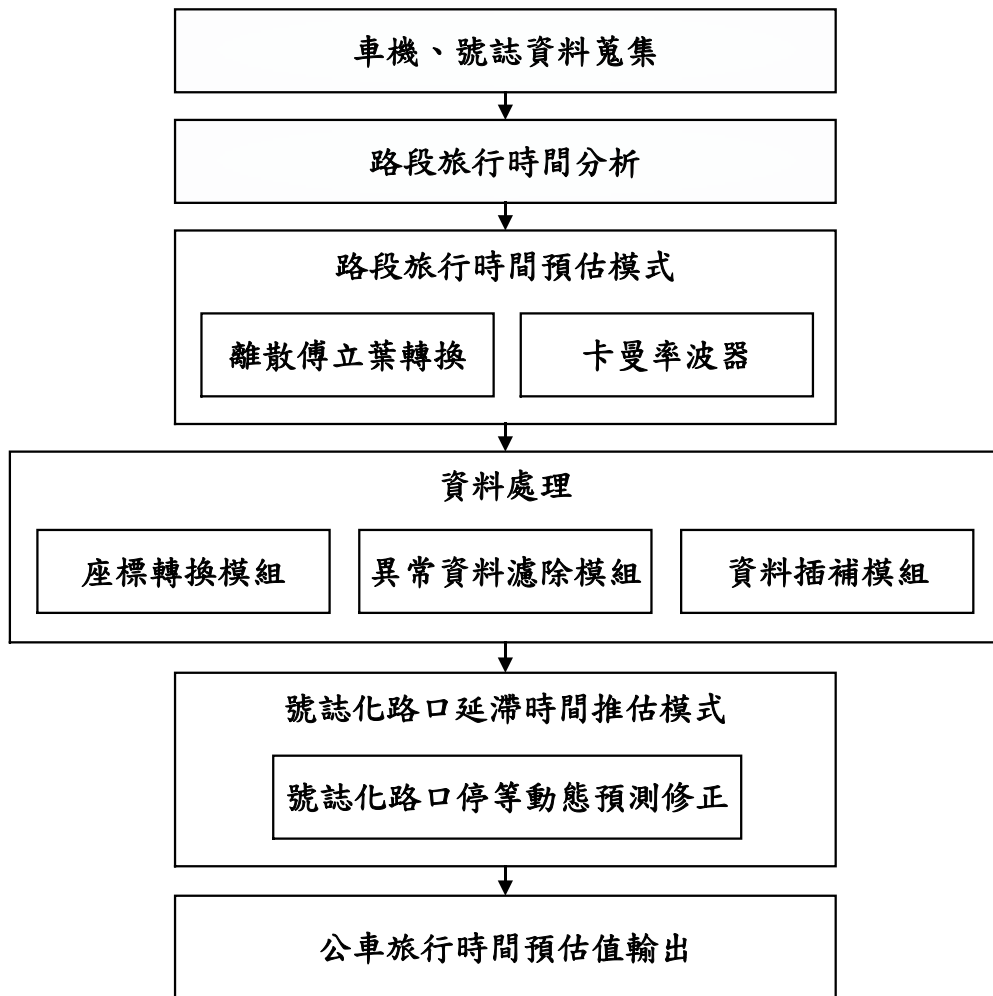 車機、號誌資料蒐集
路段旅行時間分析
路段旅行時間預估模式
離散傅立葉轉換
卡曼率波器
資料處理
座標轉換模組
異常資料濾除模組
資料插補模組
號誌化路口延滯時間推估模式
號誌化路口停等動態預測修正
公車旅行時間預估值輸出